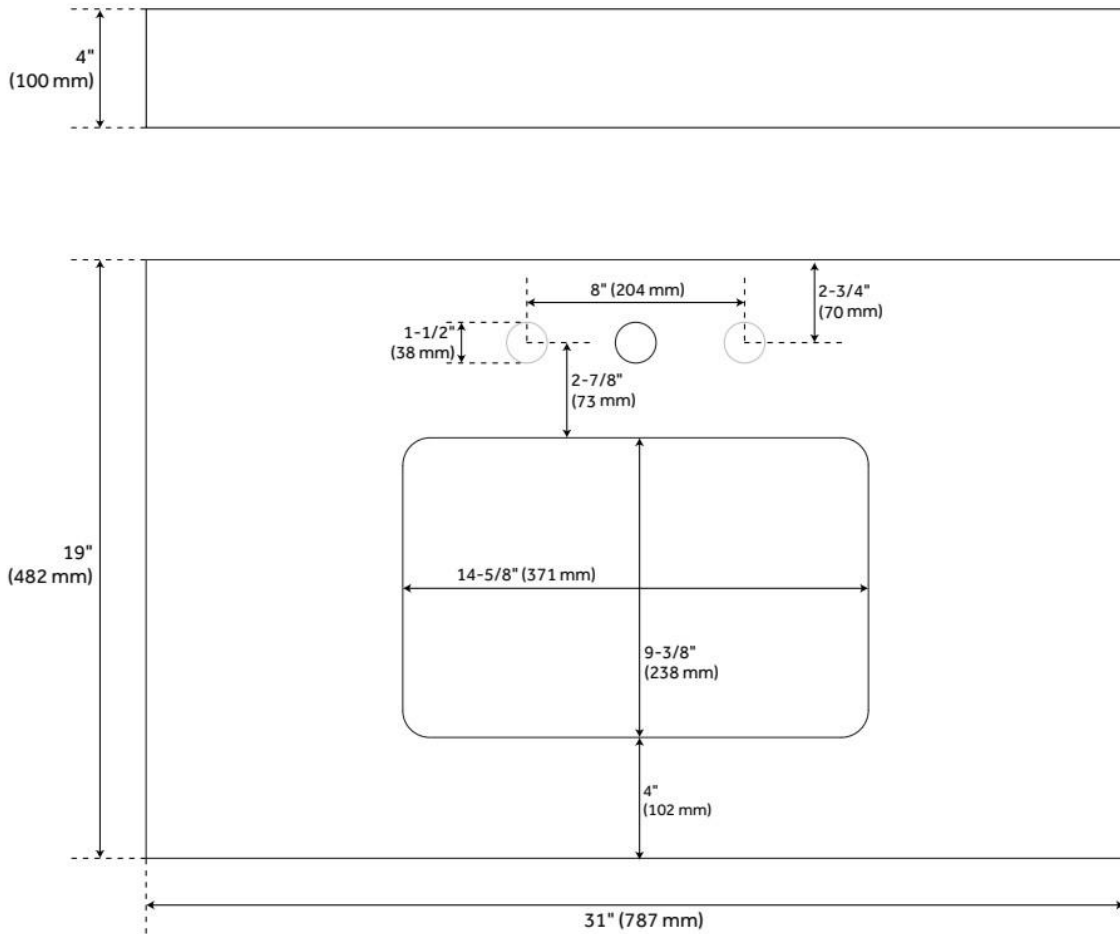 4"
(100 mm)
8" (204 mm)
2-3/4"
(70 mm)
1-1/2"
(38 mm)
2-7/8"
(73 mm)
19"
(482 mm)
14-5/8" (371 mm)
9-3/8"
(238 mm)
4"
(102 mm)
31" (787 mm)